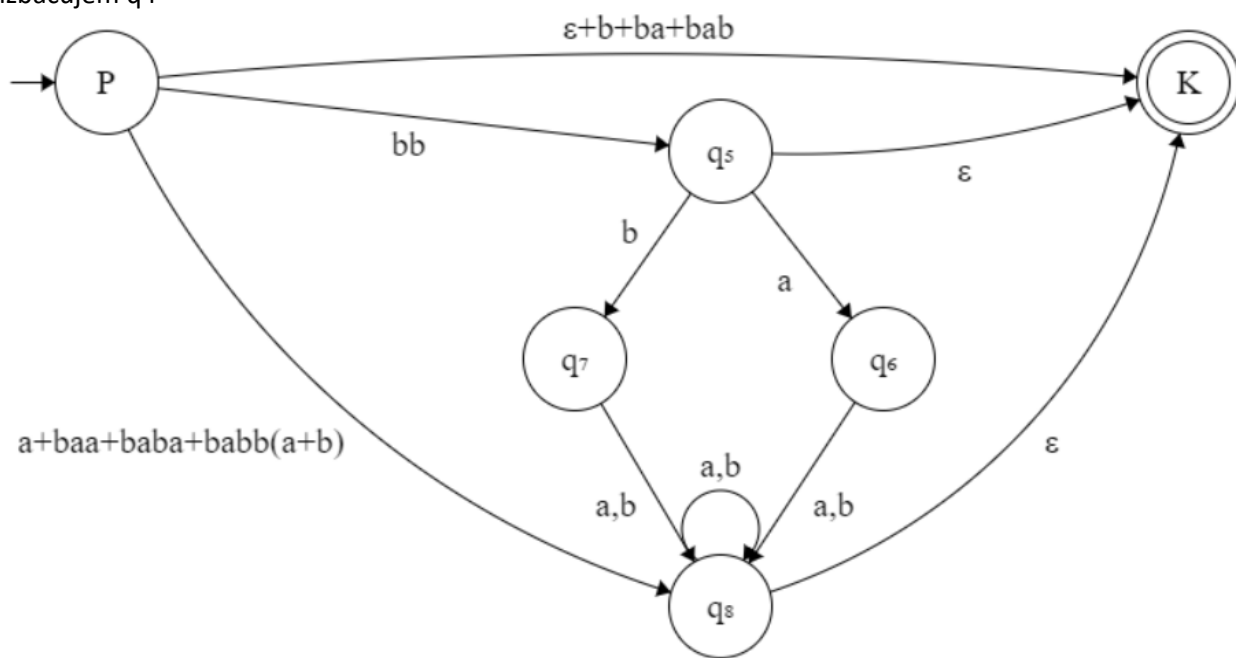 izbacujem q4
ε+b+ba+bab
P
K
bb
q5
ε
b
a
q7
q6
a+baa+baba+babb(a+b)
a,b
a,b
a,b
ε
q8